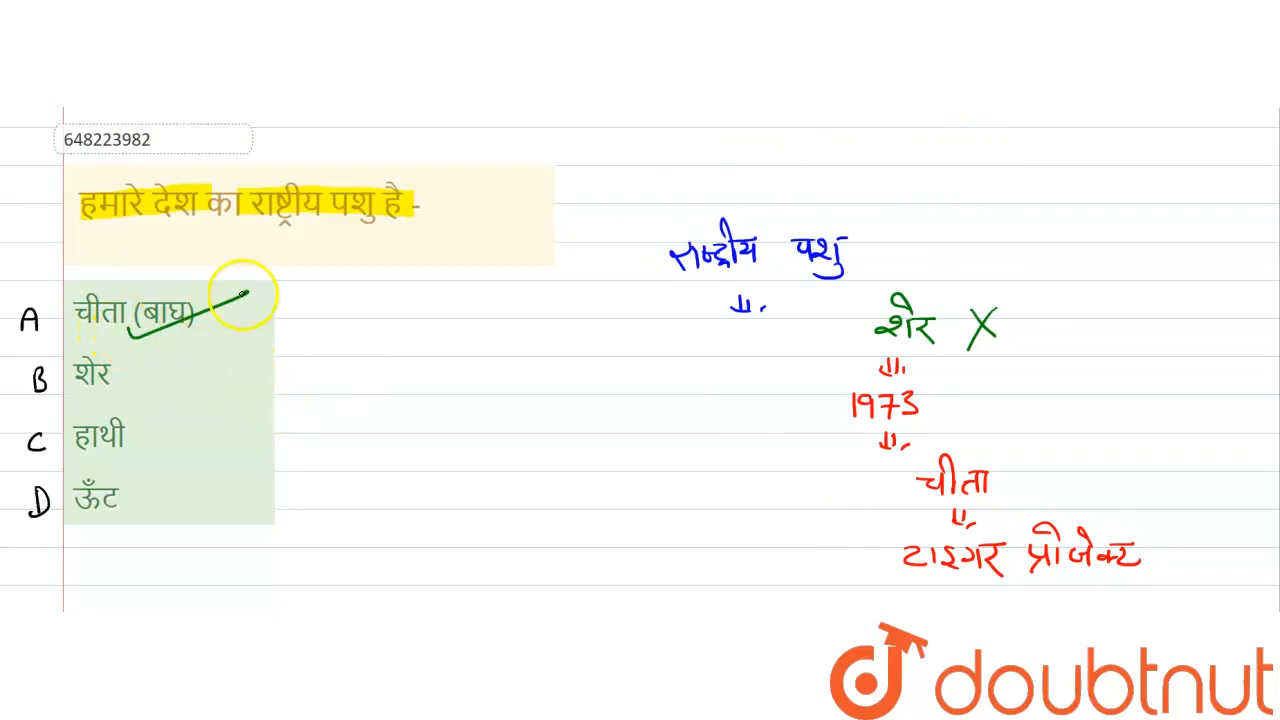 648223982
हमारे देश का राष्ट्रीय पशु है -
A चीता (बाघ)
B शेर
C हाथी
D ऊँट
राष्ट्रीय पशु
शेर X
1973
चीता
टाइगर प्रोजेक्ट
doubtnut